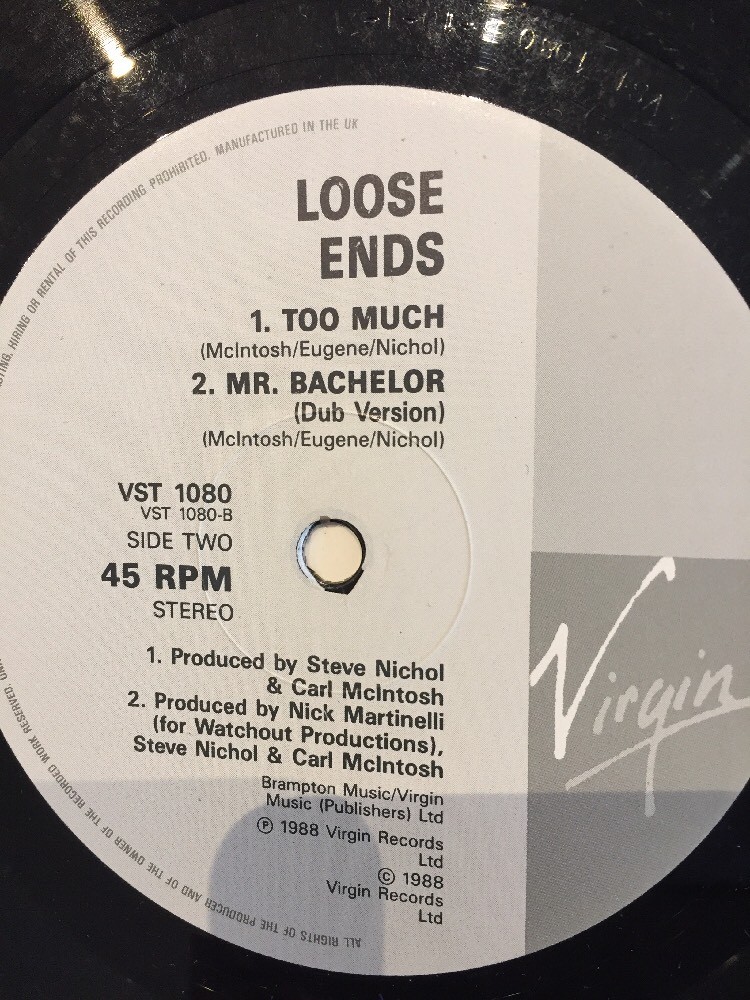 LOOSE
ENDS
1. TOO MUCH
(McIntosh/Eugene/Nichol)
2. MR. BACHELOR
(Dub Version)
(McIntosh/Eugene/Nichol)
VST 1080
VST 1080-B
SIDE TWO
45 RPM
STEREO
1. Produced by Steve Nichol
& Carl McIntosh
2. Produced by Nick Martinelli
(for Watchout Productions),
Steve Nichol & Carl McIntosh
Brampton Music/Virgin
Music (Publishers) Ltd
Ⓟ 1988 Virgin Records
Ltd
© 1988
Virgin Records
Ltd
Virgin
ALL RIGHTS OF THE PRODUCER AND OF THE OWNER OF THE RECORDED WORK RESERVED.
HIRING OR RENTAL OF THIS RECORDING PROHIBITED. MANUFACTURED IN THE UK